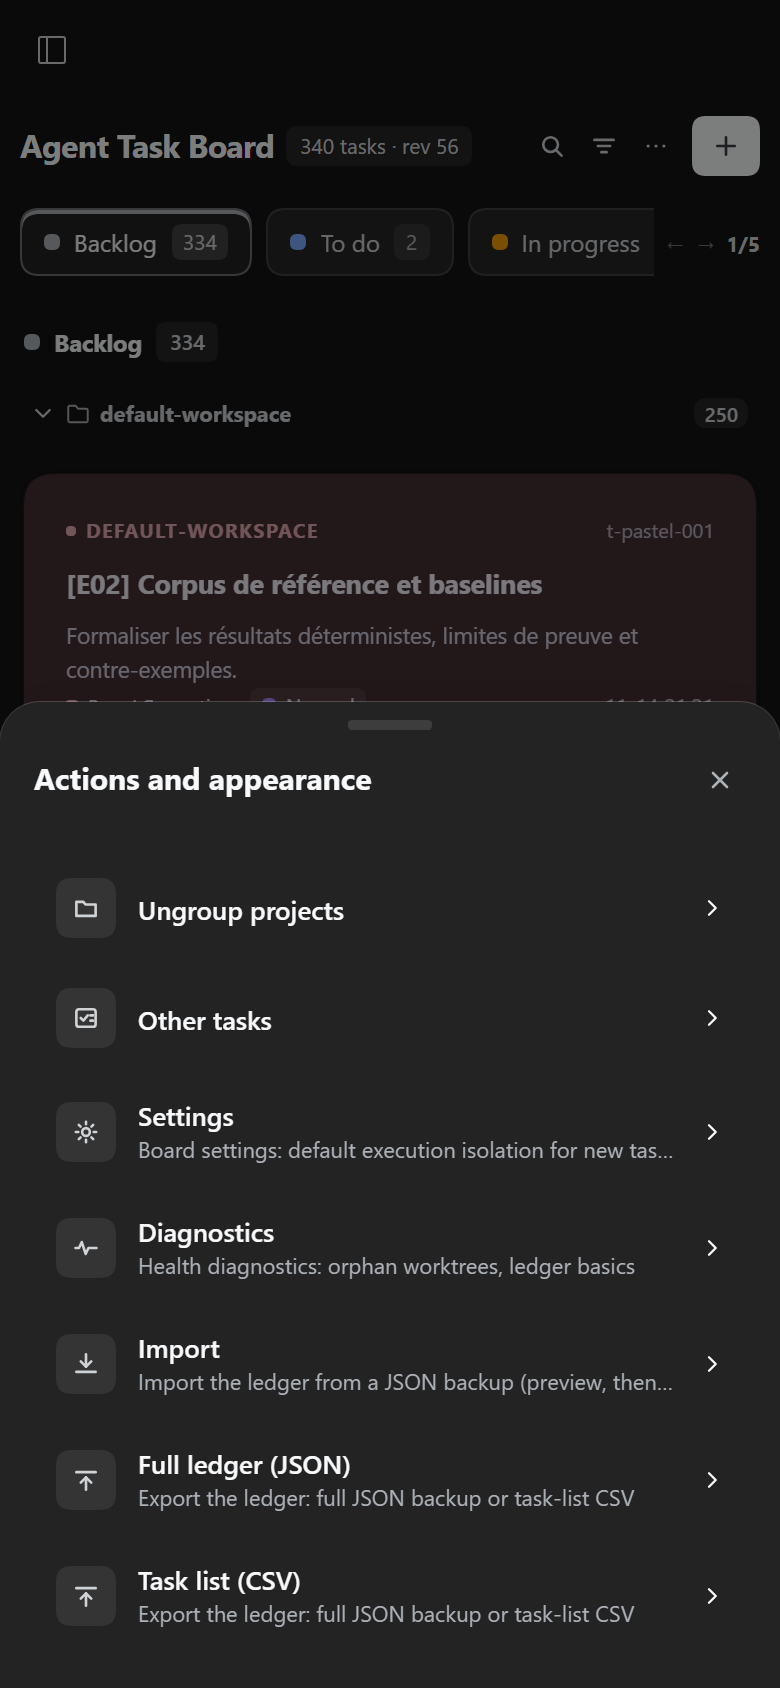 Agent Task Board 340 tasks · rev 56
Backlog 334 To do 2 In progress ← → 1/5
Backlog 334
default-workspace 250
DEFAULT-WORKSPACE t-pastel-001
[E02] Corpus de référence et baselines
Formaliser les résultats déterministes, limites de preuve et
contre-exemples.
Actions and appearance
Ungroup projects
Other tasks
Settings
Board settings: default execution isolation for new tas...
Diagnostics
Health diagnostics: orphan worktrees, ledger basics
Import
Import the ledger from a JSON backup (preview, then...
Full ledger (JSON)
Export the ledger: full JSON backup or task-list CSV
Task list (CSV)
Export the ledger: full JSON backup or task-list CSV